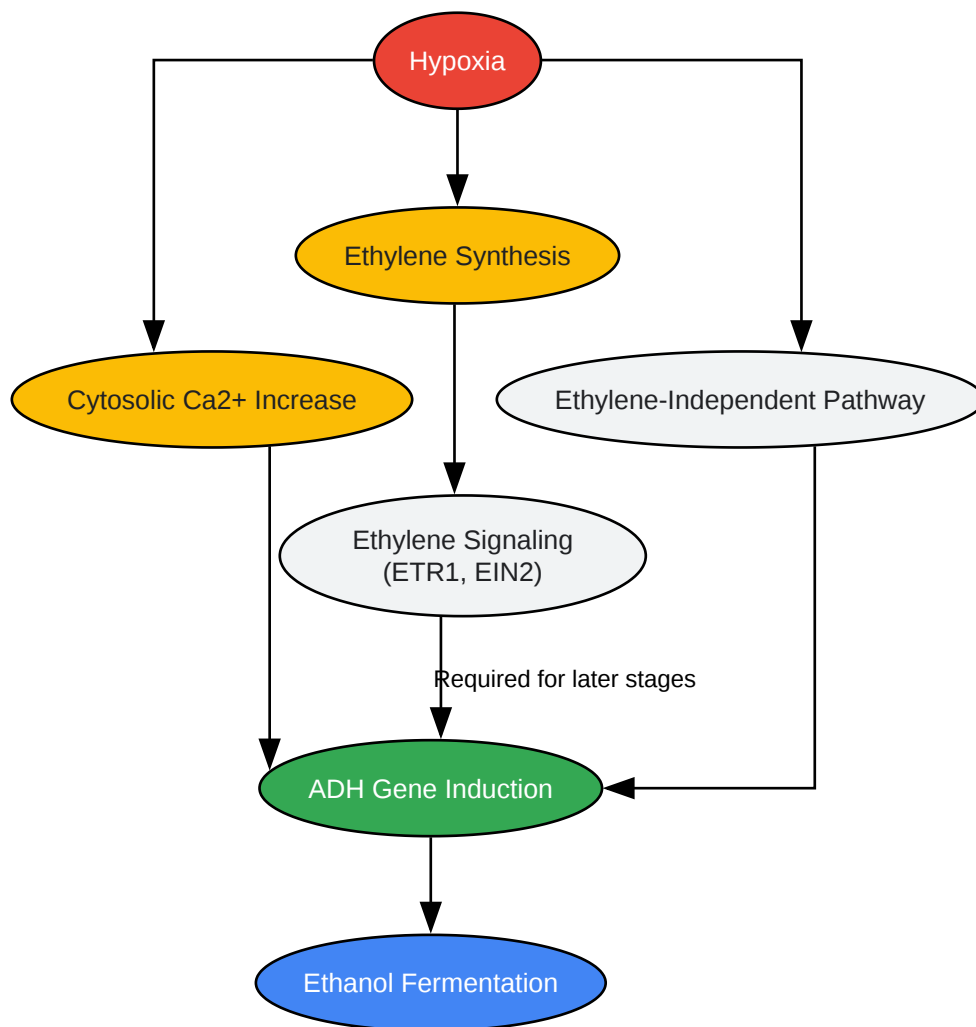 Hypoxia
Ethylene Synthesis
Cytosolic Ca2+ Increase
Ethylene-Independent Pathway
Ethylene Signaling
(ETR1, EIN2)
Required for later stages
ADH Gene Induction
Ethanol Fermentation